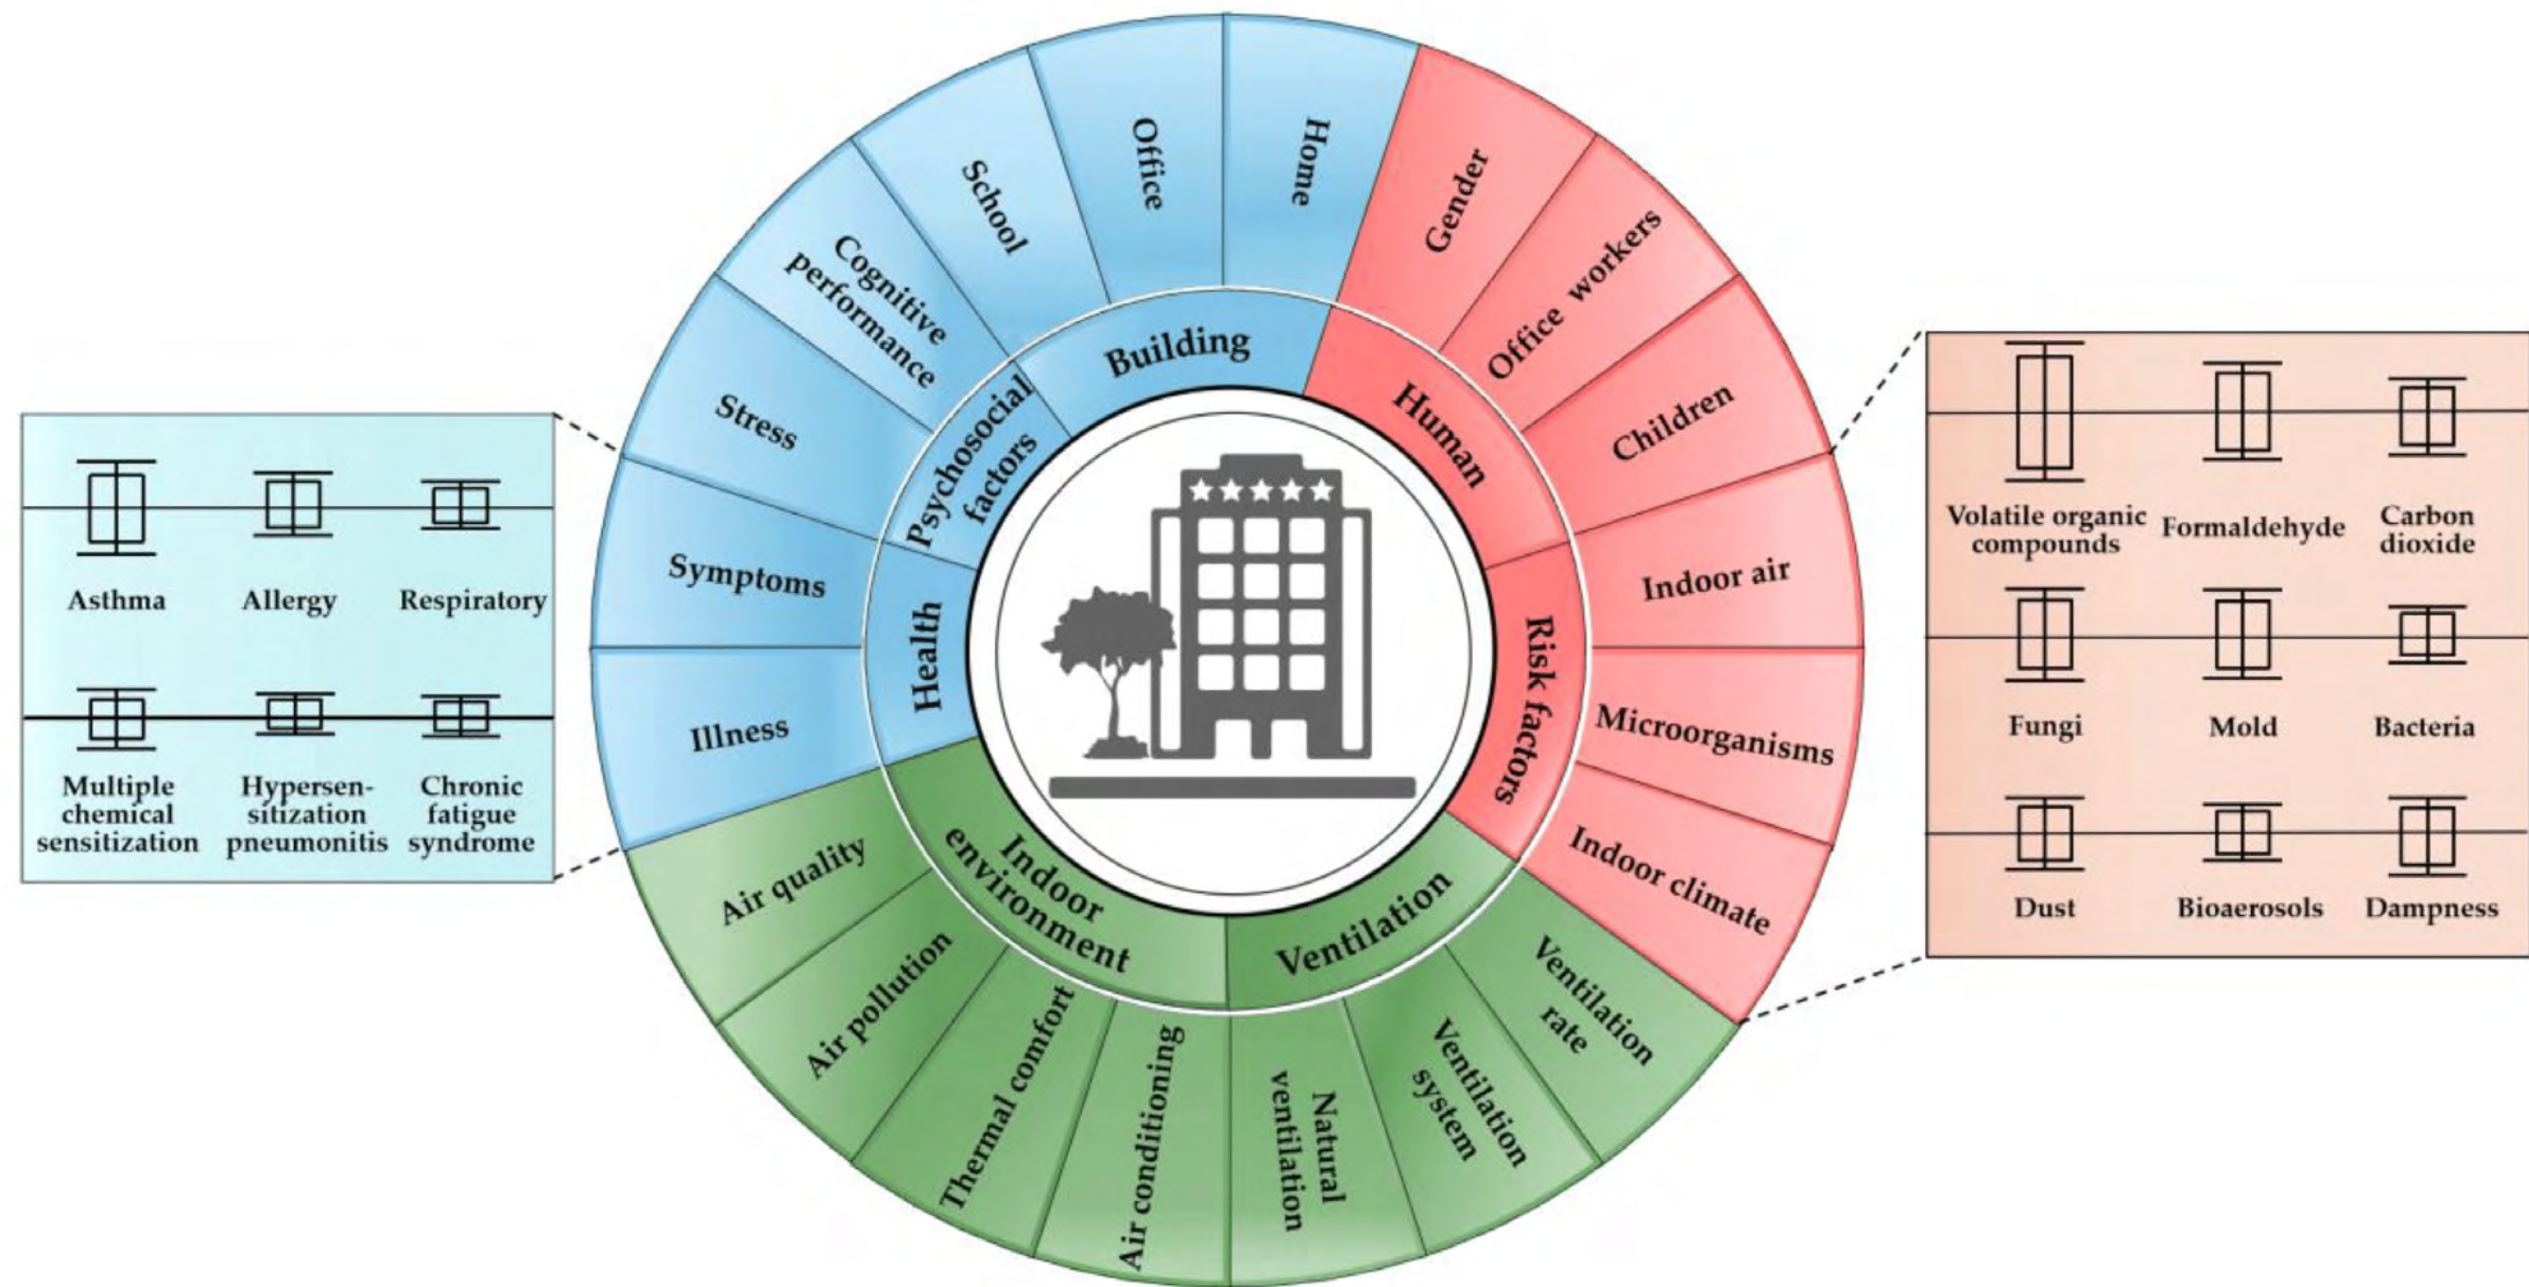 Asthma
Allergy
Respiratory
Multiple
chemical
sensitization
Hypersen-
sitization
pneumonitis
Chronic
fatigue
syndrome
Building
Home
Office
School
Psychosocial
factors
Cognitive
performance
Stress
Health
Symptoms
Illness
Indoor
environment
Air quality
Air pollution
Thermal comfort
Air conditioning
Ventilation
Natural
ventilation
Ventilation
system
Ventilation
rate
Risk factors
Indoor climate
Microorganisms
Indoor air
Human
Children
Office workers
Gender
Volatile organic
compounds
Formaldehyde
Carbon
dioxide
Fungi
Mold
Bacteria
Dust
Bioaerosols
Dampness